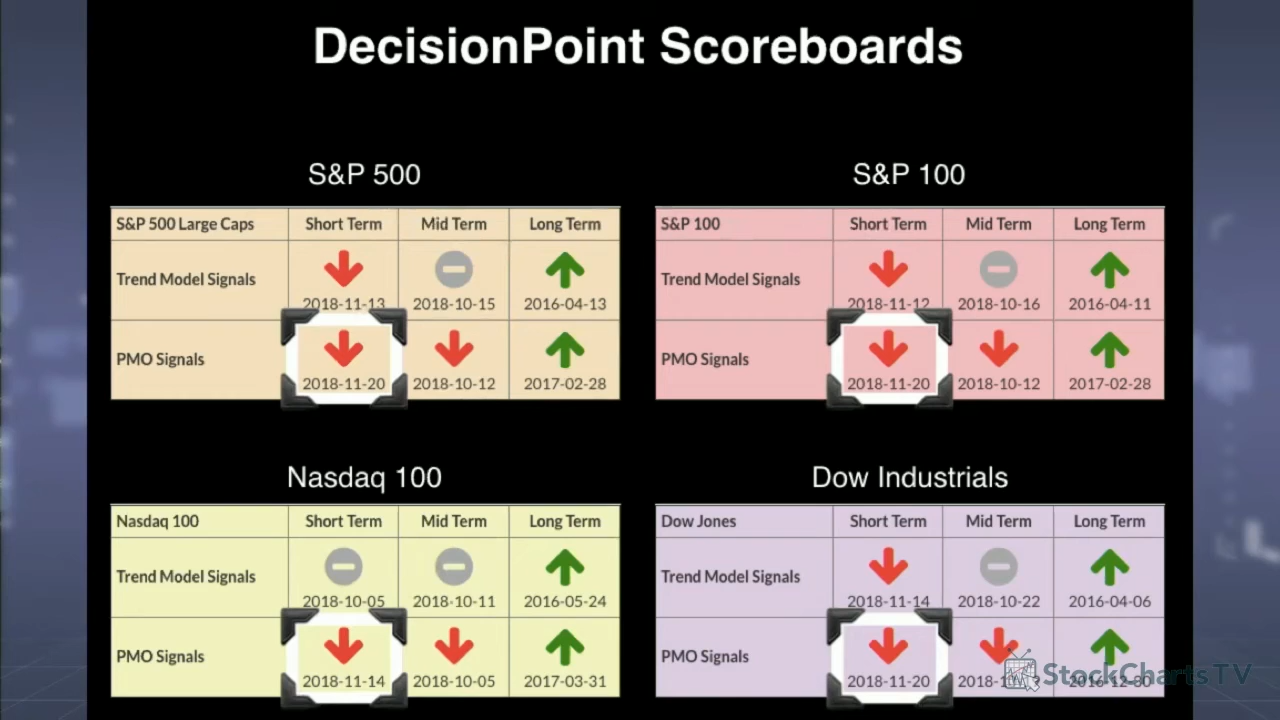 DecisionPoint Scoreboards
S&P 500
S&P 500 Large Caps Short Term Mid Term Long Term
Trend Model Signals
2018-11-13 2018-10-15 2016-04-13
PMO Signals
2018-11-20 2018-10-12 2017-02-28
S&P 100
S&P 100 Short Term Mid Term Long Term
Trend Model Signals
2018-11-12 2018-10-16 2016-04-11
PMO Signals
2018-11-20 2018-10-12 2017-02-28
Nasdaq 100
Nasdaq 100 Short Term Mid Term Long Term
Trend Model Signals
2018-10-05 2018-10-11 2016-05-24
PMO Signals
2018-11-14 2018-10-05 2017-03-31
Dow Industrials
Dow Jones Short Term Mid Term Long Term
Trend Model Signals
2018-11-14 2018-10-22 2016-04-06
PMO Signals
2018-11-20
StockChartsTV